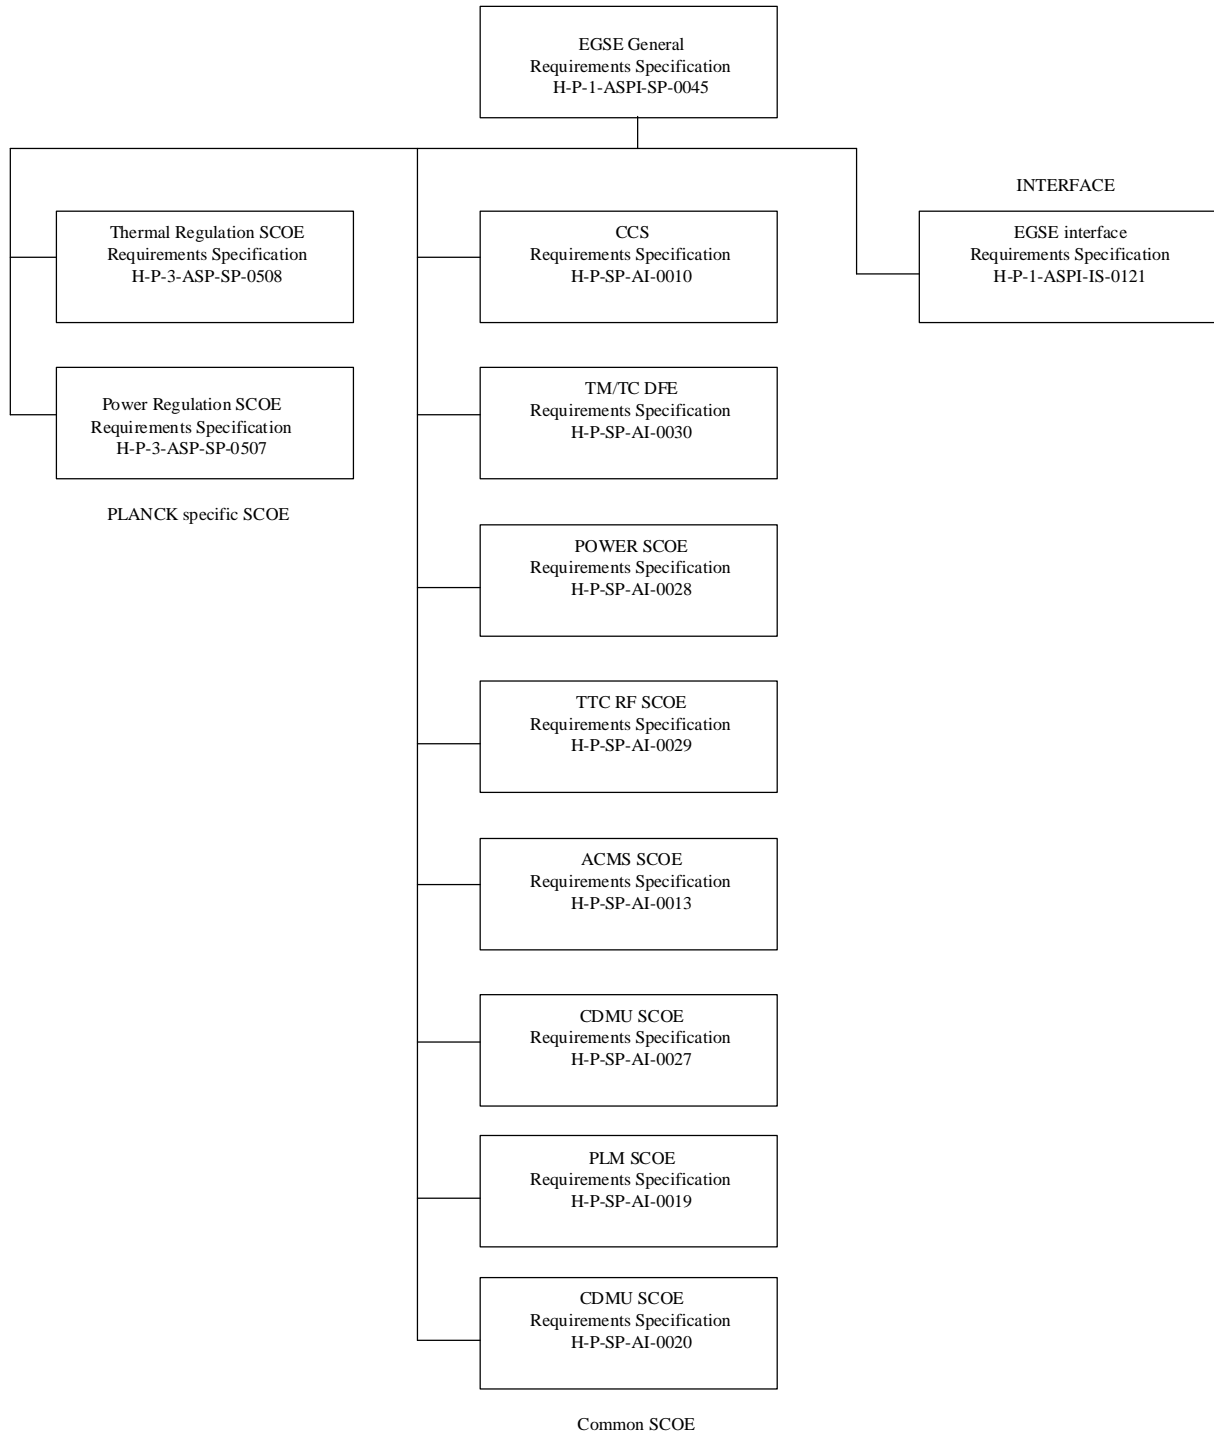 EGSE General
Requirements Specification
H-P-1-ASPI-SP-0045
INTERFACE
Thermal Regulation SCOE
Requirements Specification
H-P-3-ASP-SP-0508
CCS
Requirements Specification
H-P-SP-AI-0010
EGSE interface
Requirements Specification
H-P-1-ASPI-IS-0121
Power Regulation SCOE
Requirements Specification
H-P-3-ASP-SP-0507
TM/TC DFE
Requirements Specification
H-P-SP-AI-0030
PLANCK specific SCOE
POWER SCOE
Requirements Specification
H-P-SP-AI-0028
TTC RF SCOE
Requirements Specification
H-P-SP-AI-0029
ACMS SCOE
Requirements Specification
H-P-SP-AI-0013
CDMU SCOE
Requirements Specification
H-P-SP-AI-0027
PLM SCOE
Requirements Specification
H-P-SP-AI-0019
CDMU SCOE
Requirements Specification
H-P-SP-AI-0020
Common SCOE